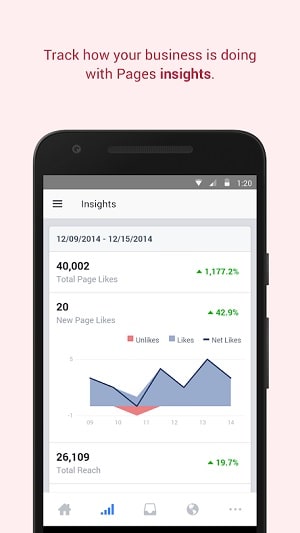 Track how your business is doing
with Pages insights.
1:20
Insights
12/09/2014 - 12/15/2014
40,002
1,177.2%
Total Page Likes
20
42.9%
New Page Likes
Unlikes Likes Net Likes
5
-1
09 10 11 12 13 14
26,109
19.7%
Total Reach